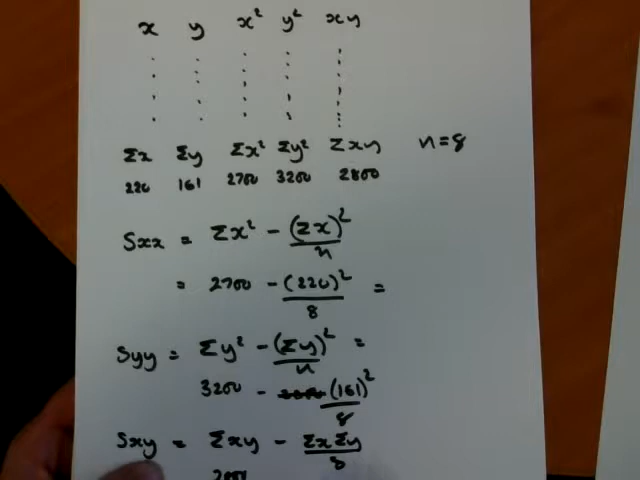 x y x² y² xy
Σx Σy Σx² Σy² Σxy n=8
220 161 2700 3200 2800
Sxx = Σx² - (Σx)²/n
= 2700 - (220)²/8 =
Syy = Σy² - (Σy)²/n =
3200 - (161)²/8
Sxy = Σxy - ΣxΣy/8